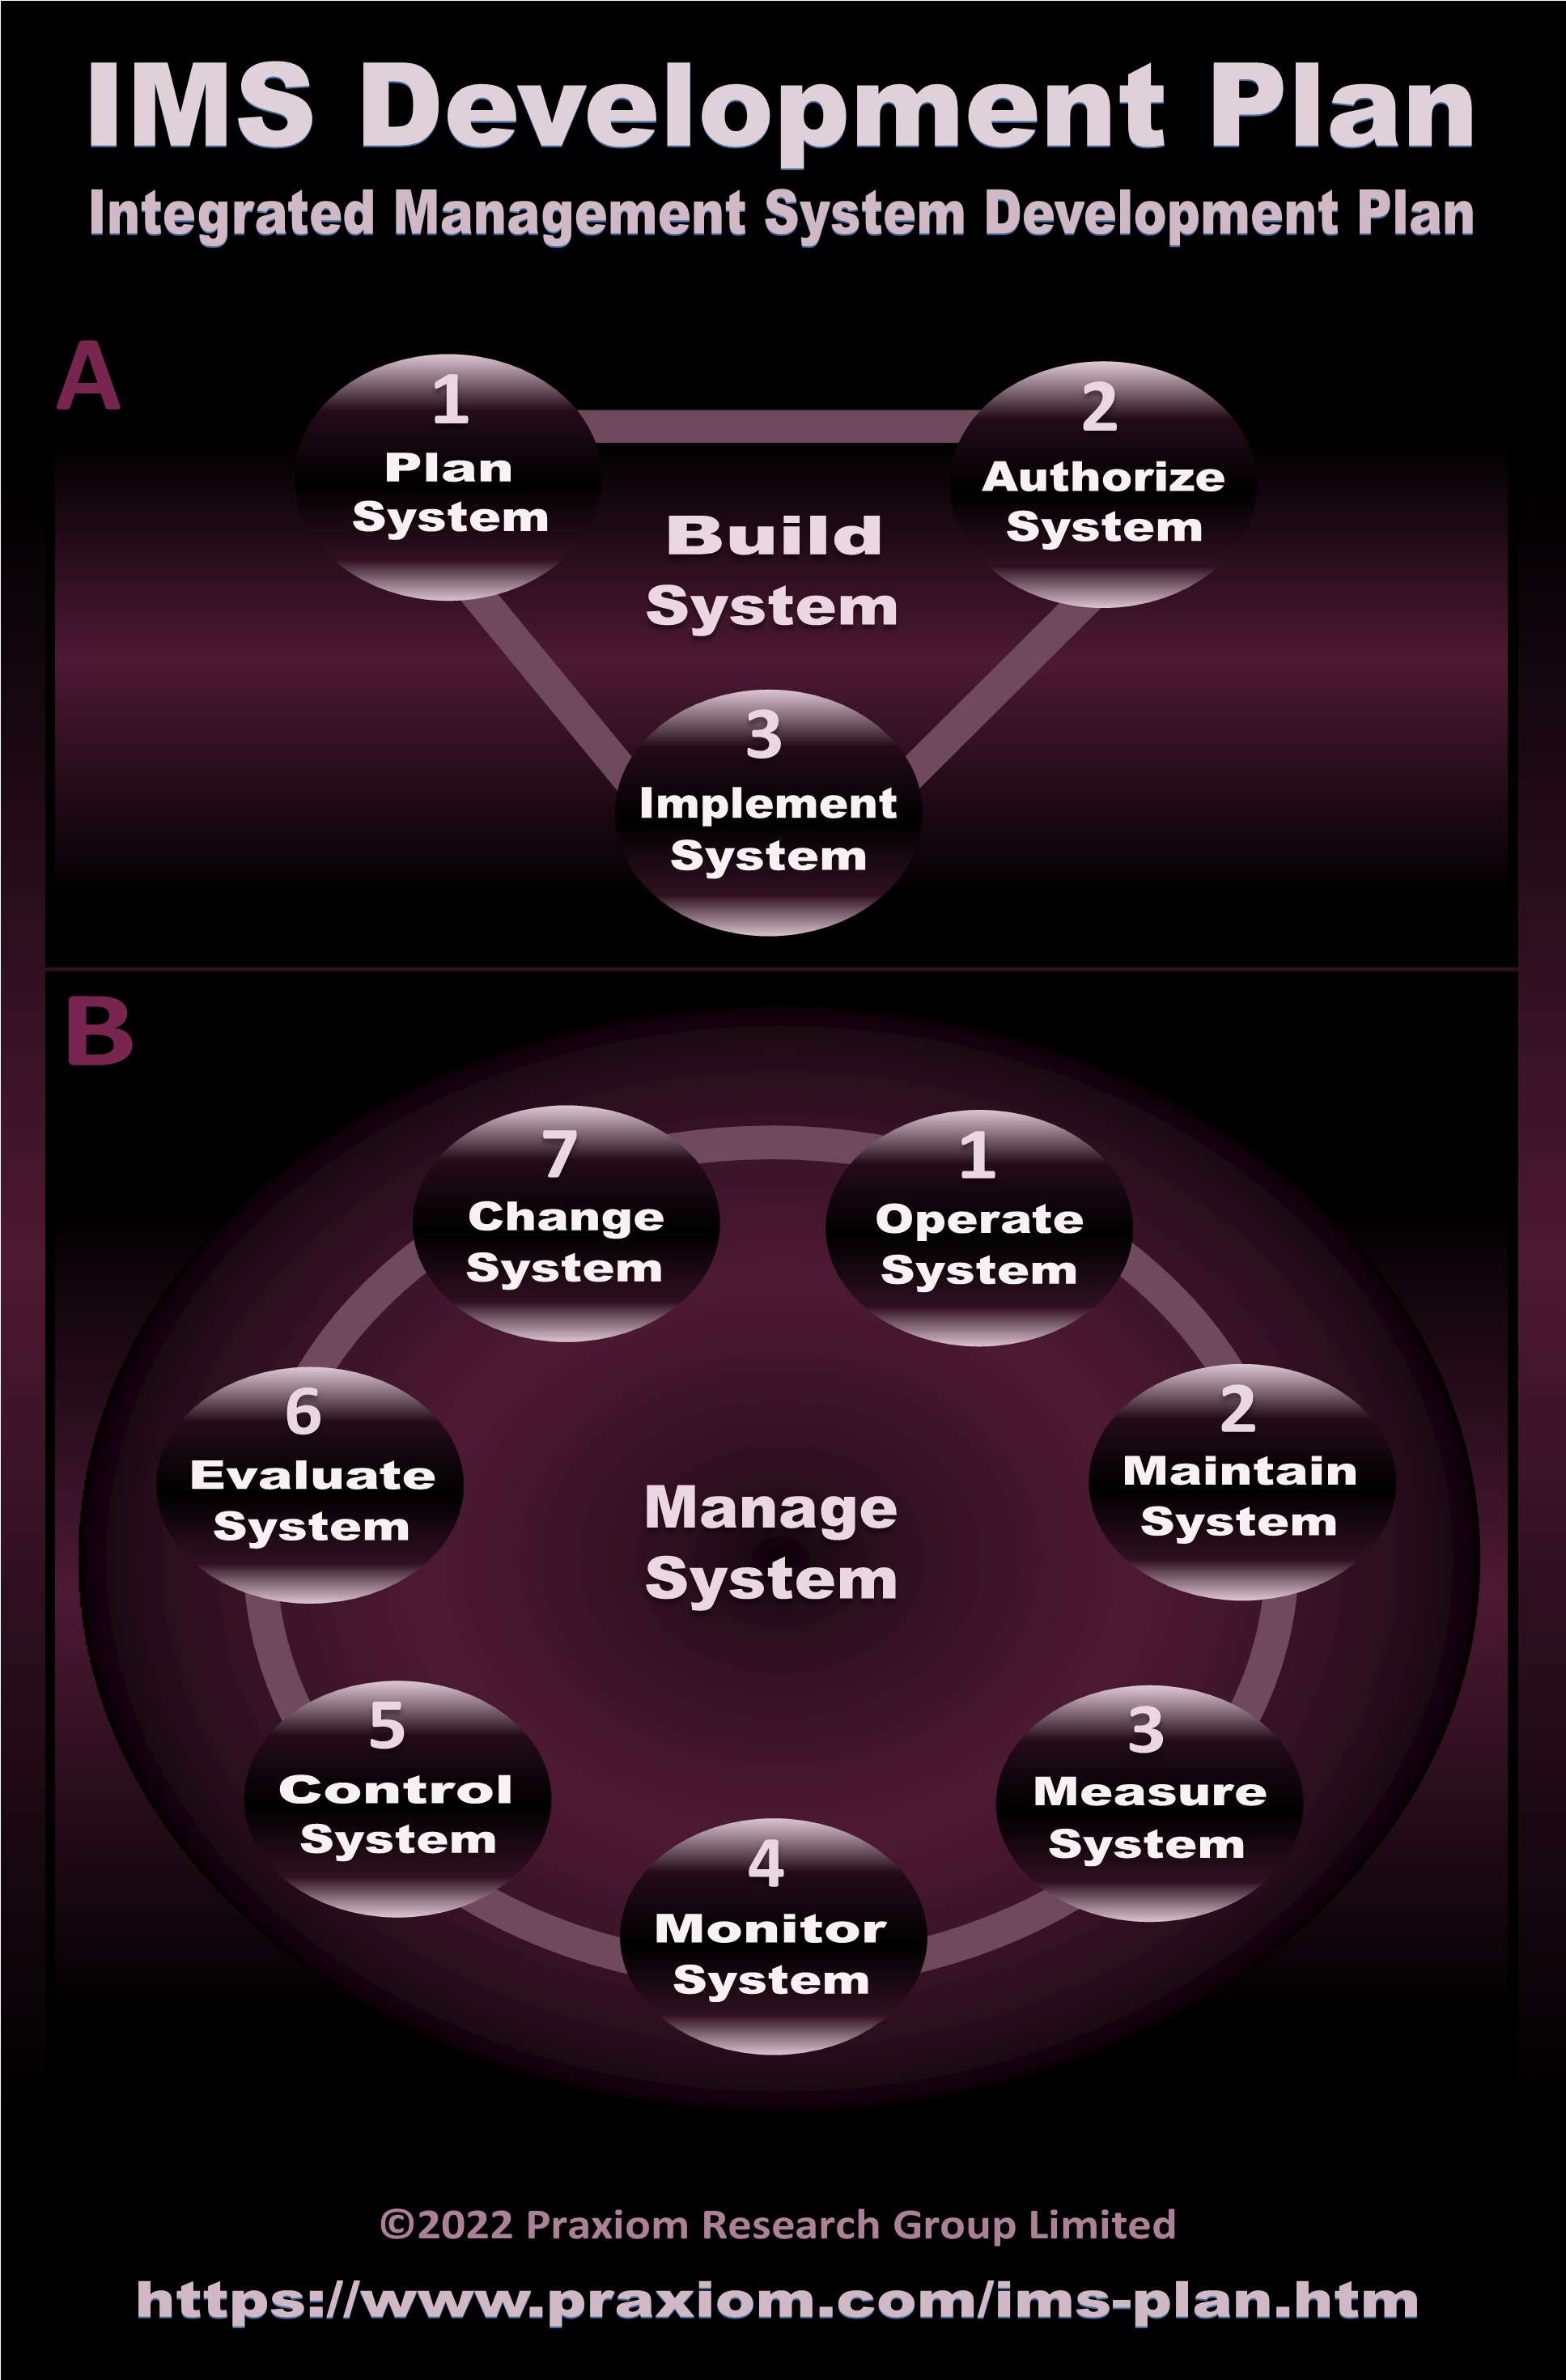 IMS Development Plan
Integrated Management System Development Plan
A
1
Plan
System
2
Authorize
System
Build
System
3
Implement
System
B
7
Change
System
1
Operate
System
6
Evaluate
System
2
Maintain
System
Manage
System
5
Control
System
3
Measure
System
4
Monitor
System
©2022 Praxiom Research Group Limited
https://www.praxiom.com/ims-plan.htm